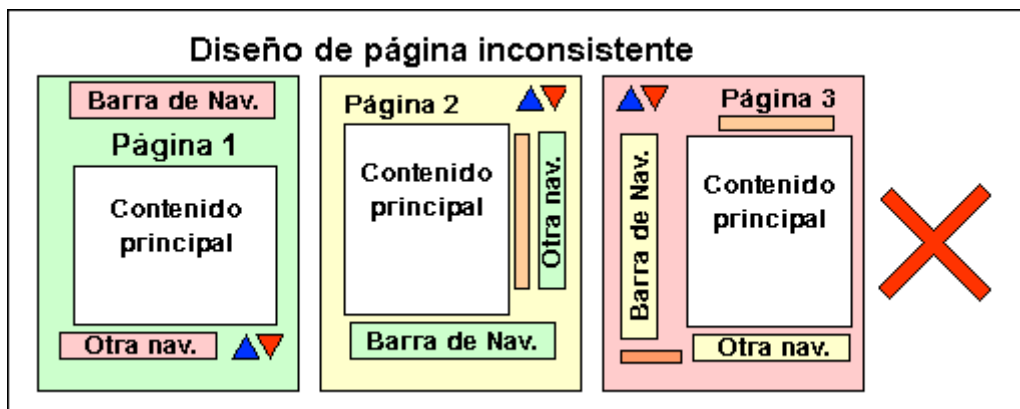 Diseño de página inconsistente
Barra de Nav.
Página 1
Contenido
principal
Otra nav.
Página 2
Contenido
principal
Otra nav.
Barra de Nav.
Página 3
Barra de Nav.
Contenido
principal
Otra nav.